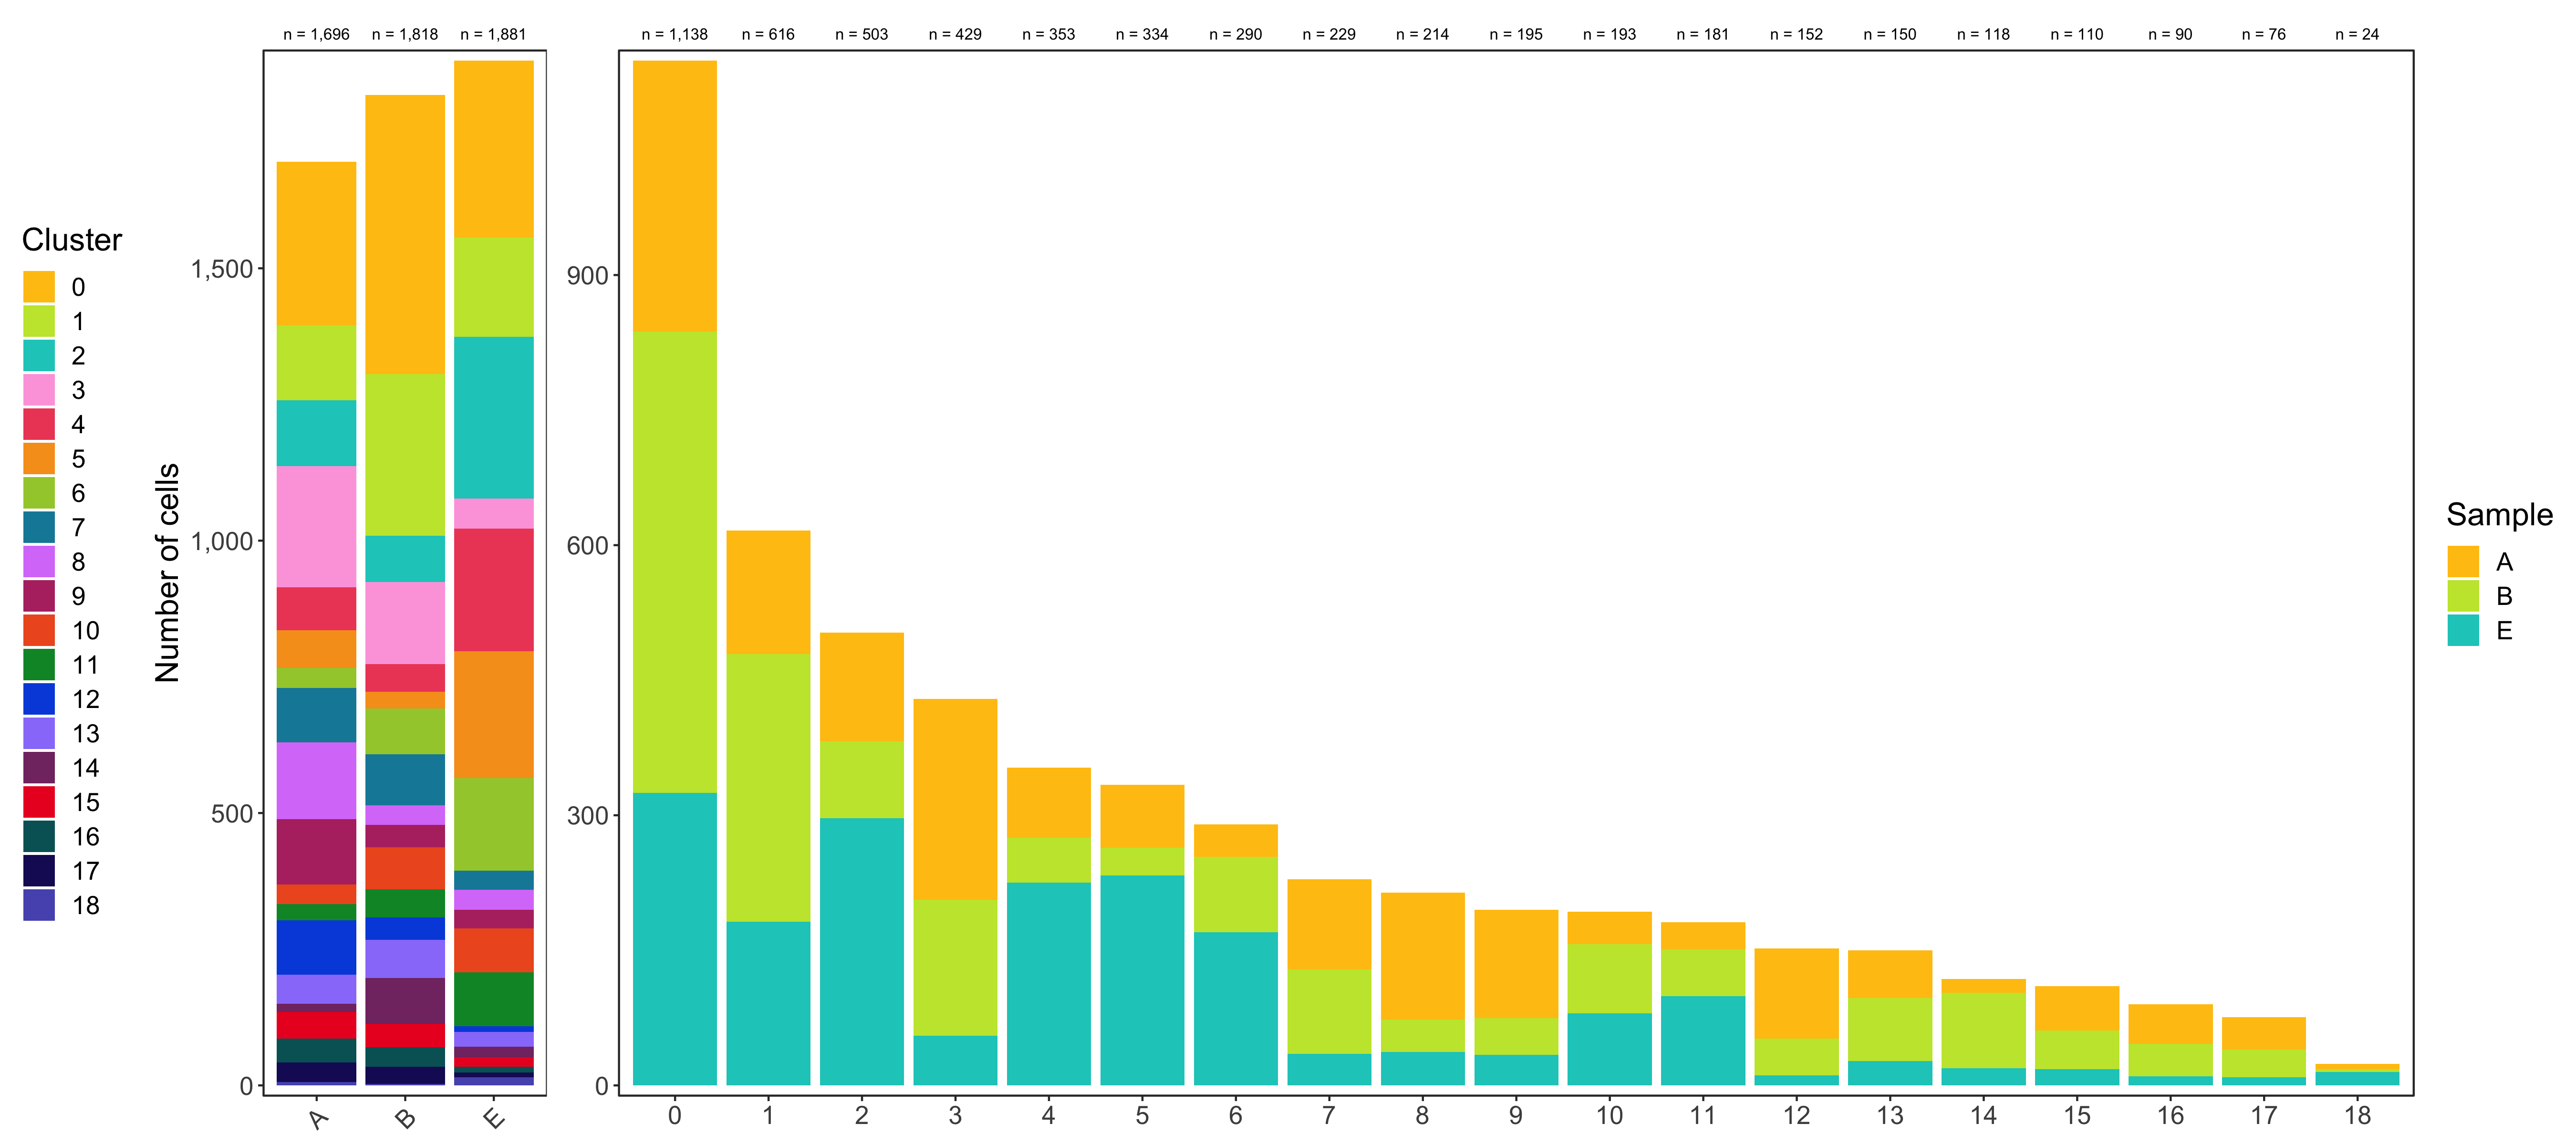 n = 1,696 n = 1,818 n = 1,881
n = 1,138 n = 616 n = 503 n = 429 n = 353 n = 334 n = 290 n = 229 n = 214 n = 195 n = 193 n = 181 n = 152 n = 150 n = 118 n = 110 n = 90 n = 76 n = 24
Cluster
0
1
2
3
4
5
6
7
8
9
10
11
12
13
14
15
16
17
18
Number of cells
1,500
1,000
500
0
A B E
900
600
300
0
0 1 2 3 4 5 6 7 8 9 10 11 12 13 14 15 16 17 18
Sample
A
B
E